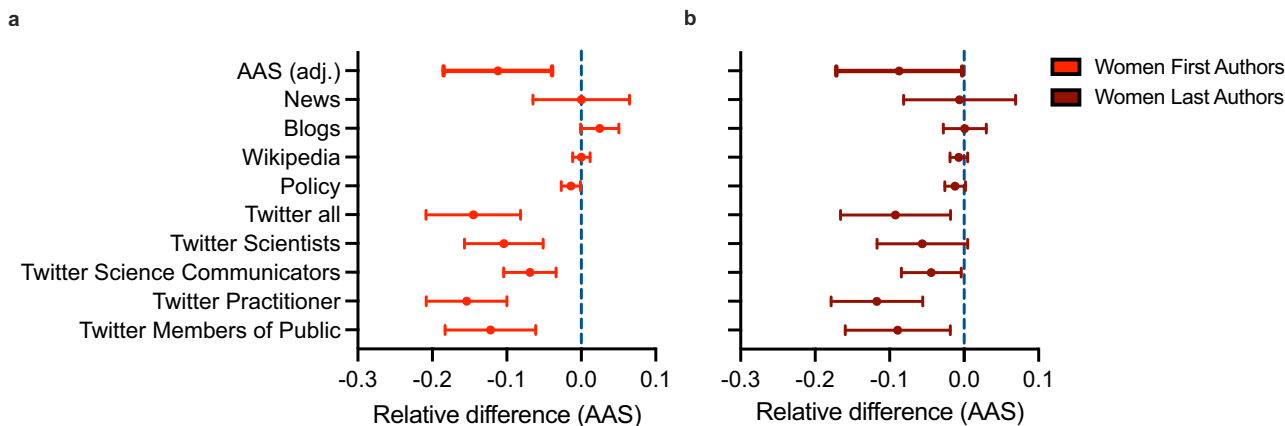 a
b
AAS (adj.)
News
Blogs
Wikipedia
Policy
Twitter all
Twitter Scientists
Twitter Science Communicators
Twitter Practitioner
Twitter Members of Public
-0.3 -0.2 -0.1 0.0 0.1
Relative difference (AAS)
-0.3 -0.2 -0.1 0.0 0.1
Relative difference (AAS)
Women First Authors
Women Last Authors